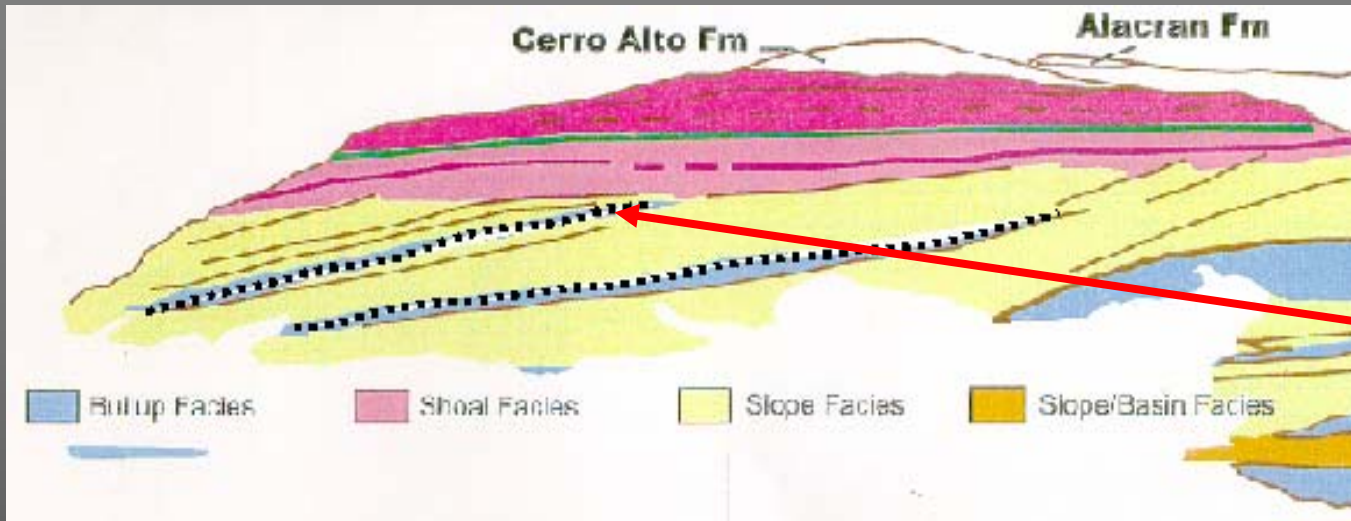 Cerro Alto Fm
Alacran Fm
Buildup Facies
Shoal Facies
Slope Facies
Slope/Basin Facies